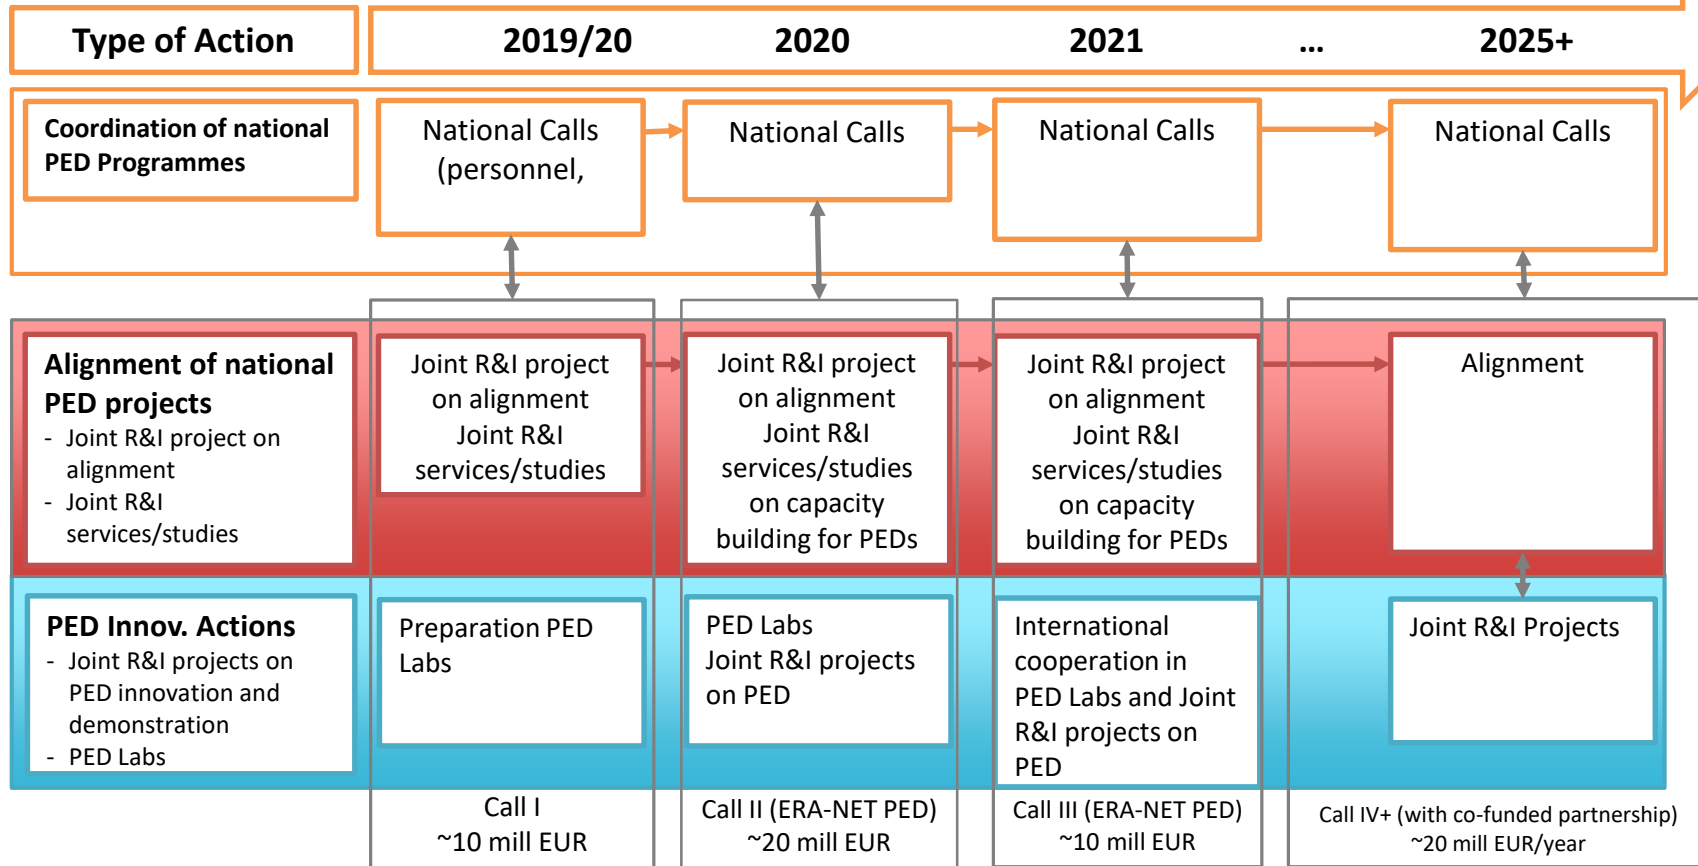 Type of Action
2019/20
2020
2021
...
2025+
Coordination of national
PED Programmes
National Calls
(personnel,
National Calls
National Calls
National Calls
Alignment of national
PED projects
- Joint R&I project on
alignment
- Joint R&I
services/studies
Joint R&I project
on alignment
Joint R&I
services/studies
Joint R&I project
on alignment
Joint R&I
services/studies
on capacity
building for PEDs
Joint R&I project
on alignment
Joint R&I
services/studies
on capacity
building for PEDs
Alignment
PED Innov. Actions
- Joint R&I projects on
PED innovation and
demonstration
- PED Labs
Preparation PED
Labs
PED Labs
Joint R&I projects
on PED
International
cooperation in
PED Labs and Joint
R&I projects on
PED
Joint R&I Projects
Call I
~10 mill EUR
Call II (ERA-NET PED)
~20 mill EUR
Call III (ERA-NET PED)
~10 mill EUR
Call IV+ (with co-funded partnership)
~20 mill EUR/year